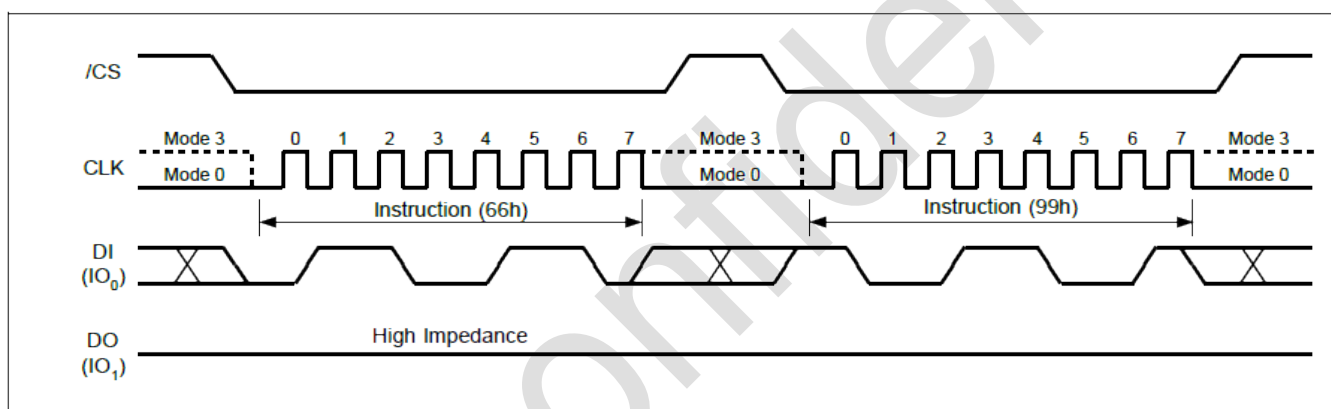 /CS
Mode 3 0 1 2 3 4 5 6 7 Mode 3 0 1 2 3 4 5 6 7 Mode 3
CLK
Mode 0 Mode 0 Mode 0
Instruction (66h) Instruction (99h)
DI
(IO₀)
High Impedance
DO
(IO₁)